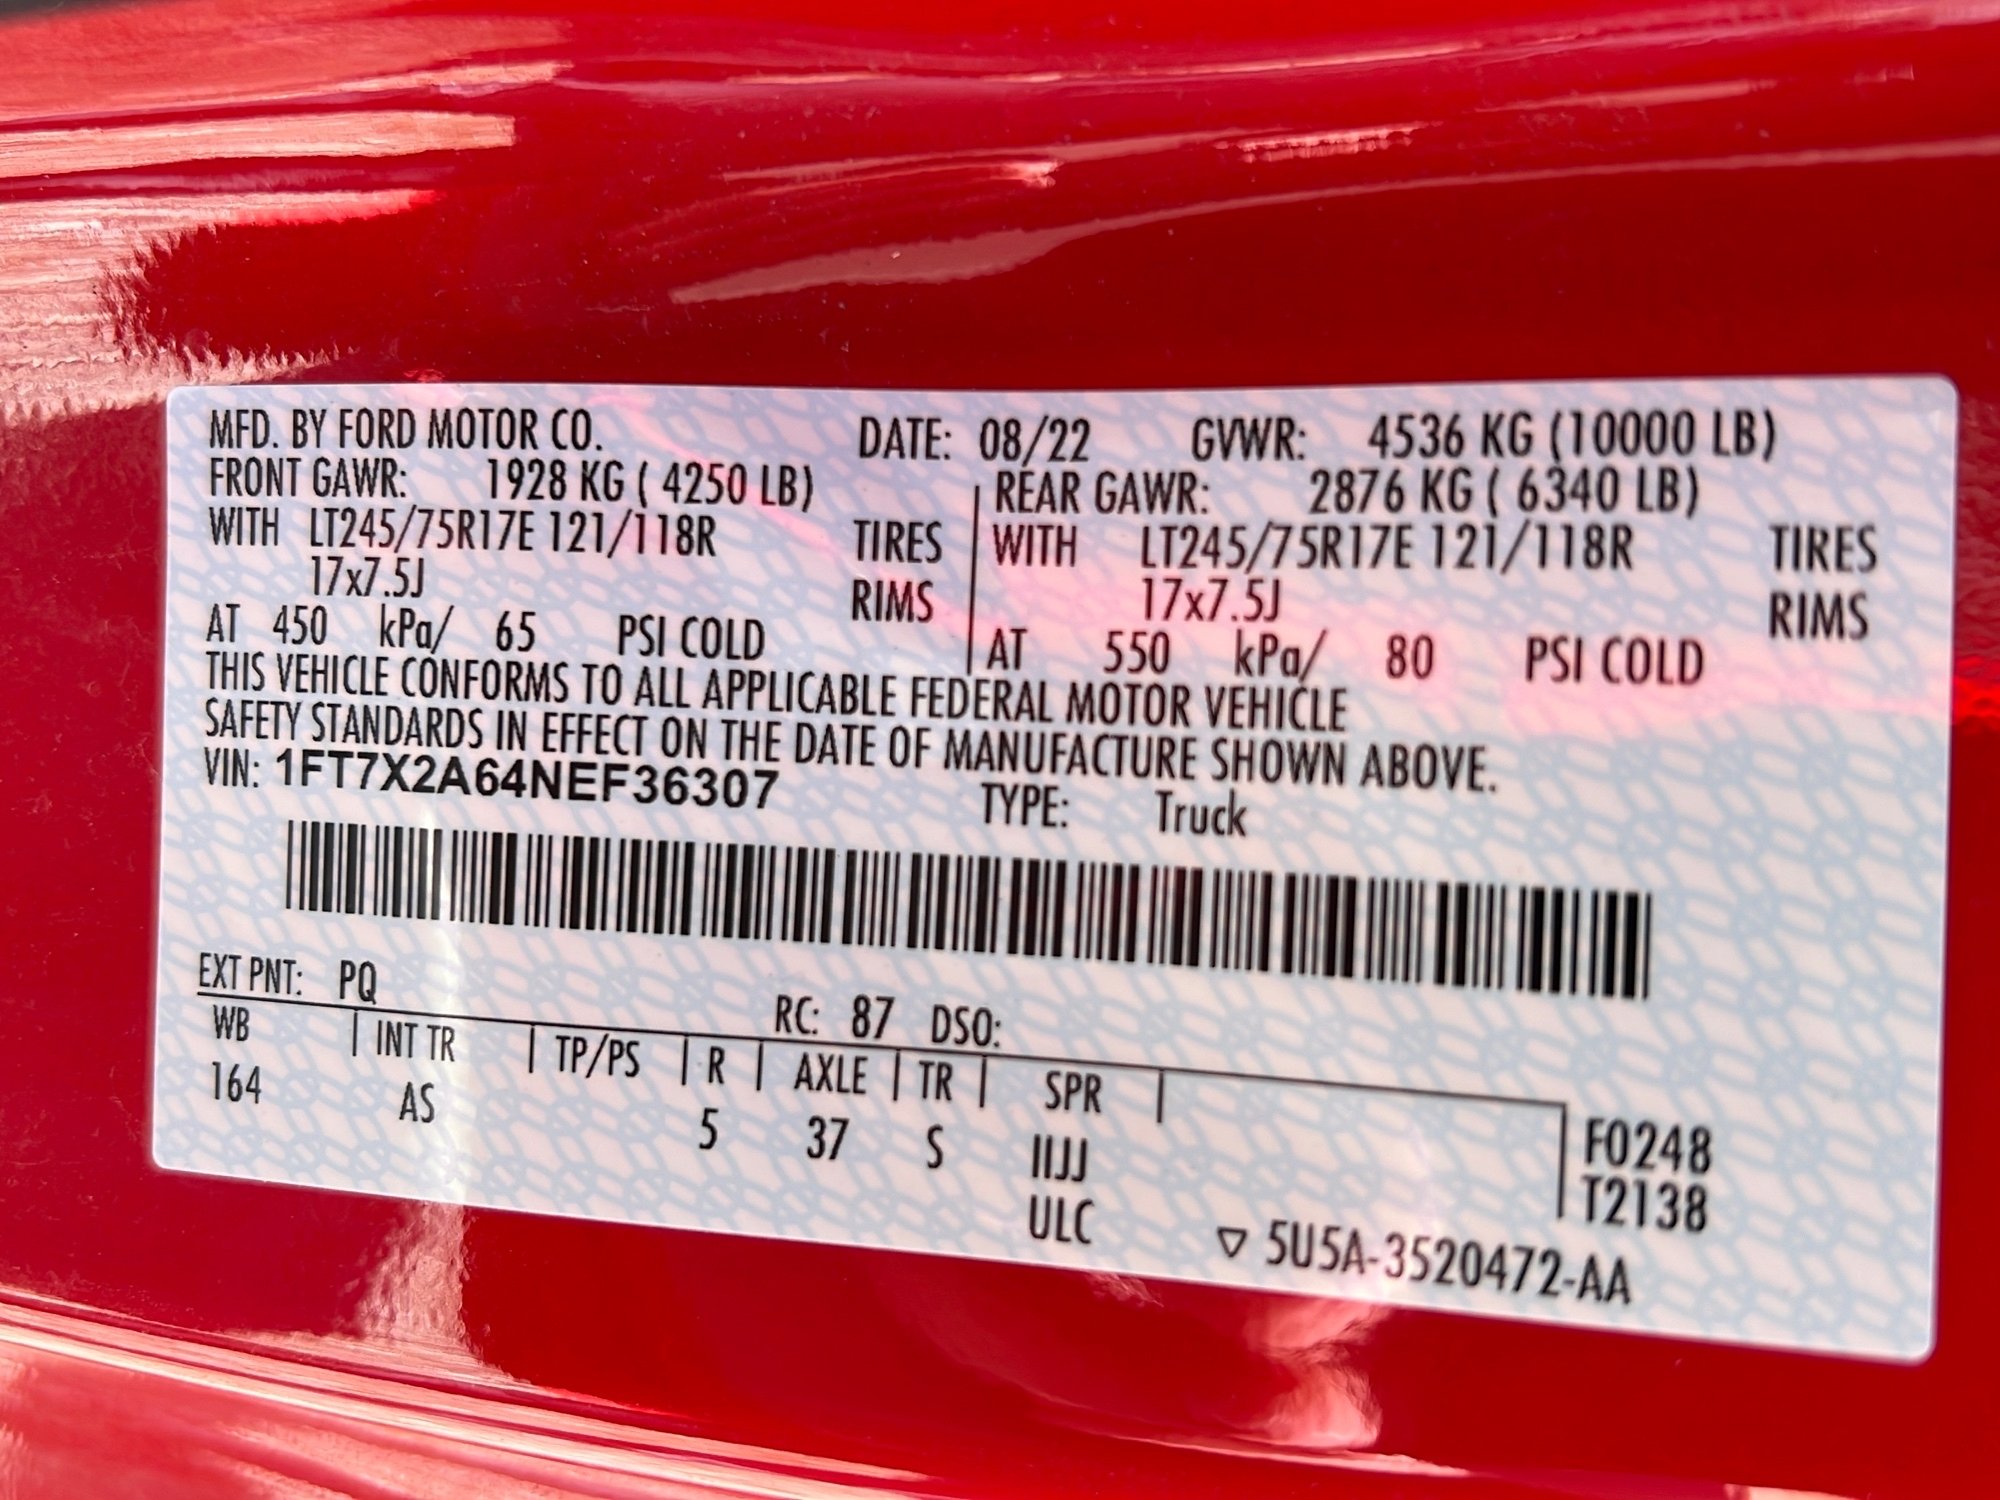 MFD. BY FORD MOTOR CO. DATE: 08/22 GVWR: 4536 KG (10000 LB)
FRONT GAWR: 1928 KG ( 4250 LB) REAR GAWR: 2876 KG ( 6340 LB)
WITH LT245/75R17E 121/118R TIRES WITH LT245/75R17E 121/118R TIRES
17x7.5J RIMS 17x7.5J RIMS
AT 450 kPa/ 65 PSI COLD AT 550 kPa/ 80 PSI COLD
THIS VEHICLE CONFORMS TO ALL APPLICABLE FEDERAL MOTOR VEHICLE
SAFETY STANDARDS IN EFFECT ON THE DATE OF MANUFACTURE SHOWN ABOVE.
VIN: 1FT7X2A64NEF36307 TYPE: Truck
EXT PNT: PQ RC: 87 DSO:
WB INT TR TP/PS R AXLE TR SPR
164 AS 5 37 S IIJJ F0248
ULC T2138
5U5A-3520472-AA